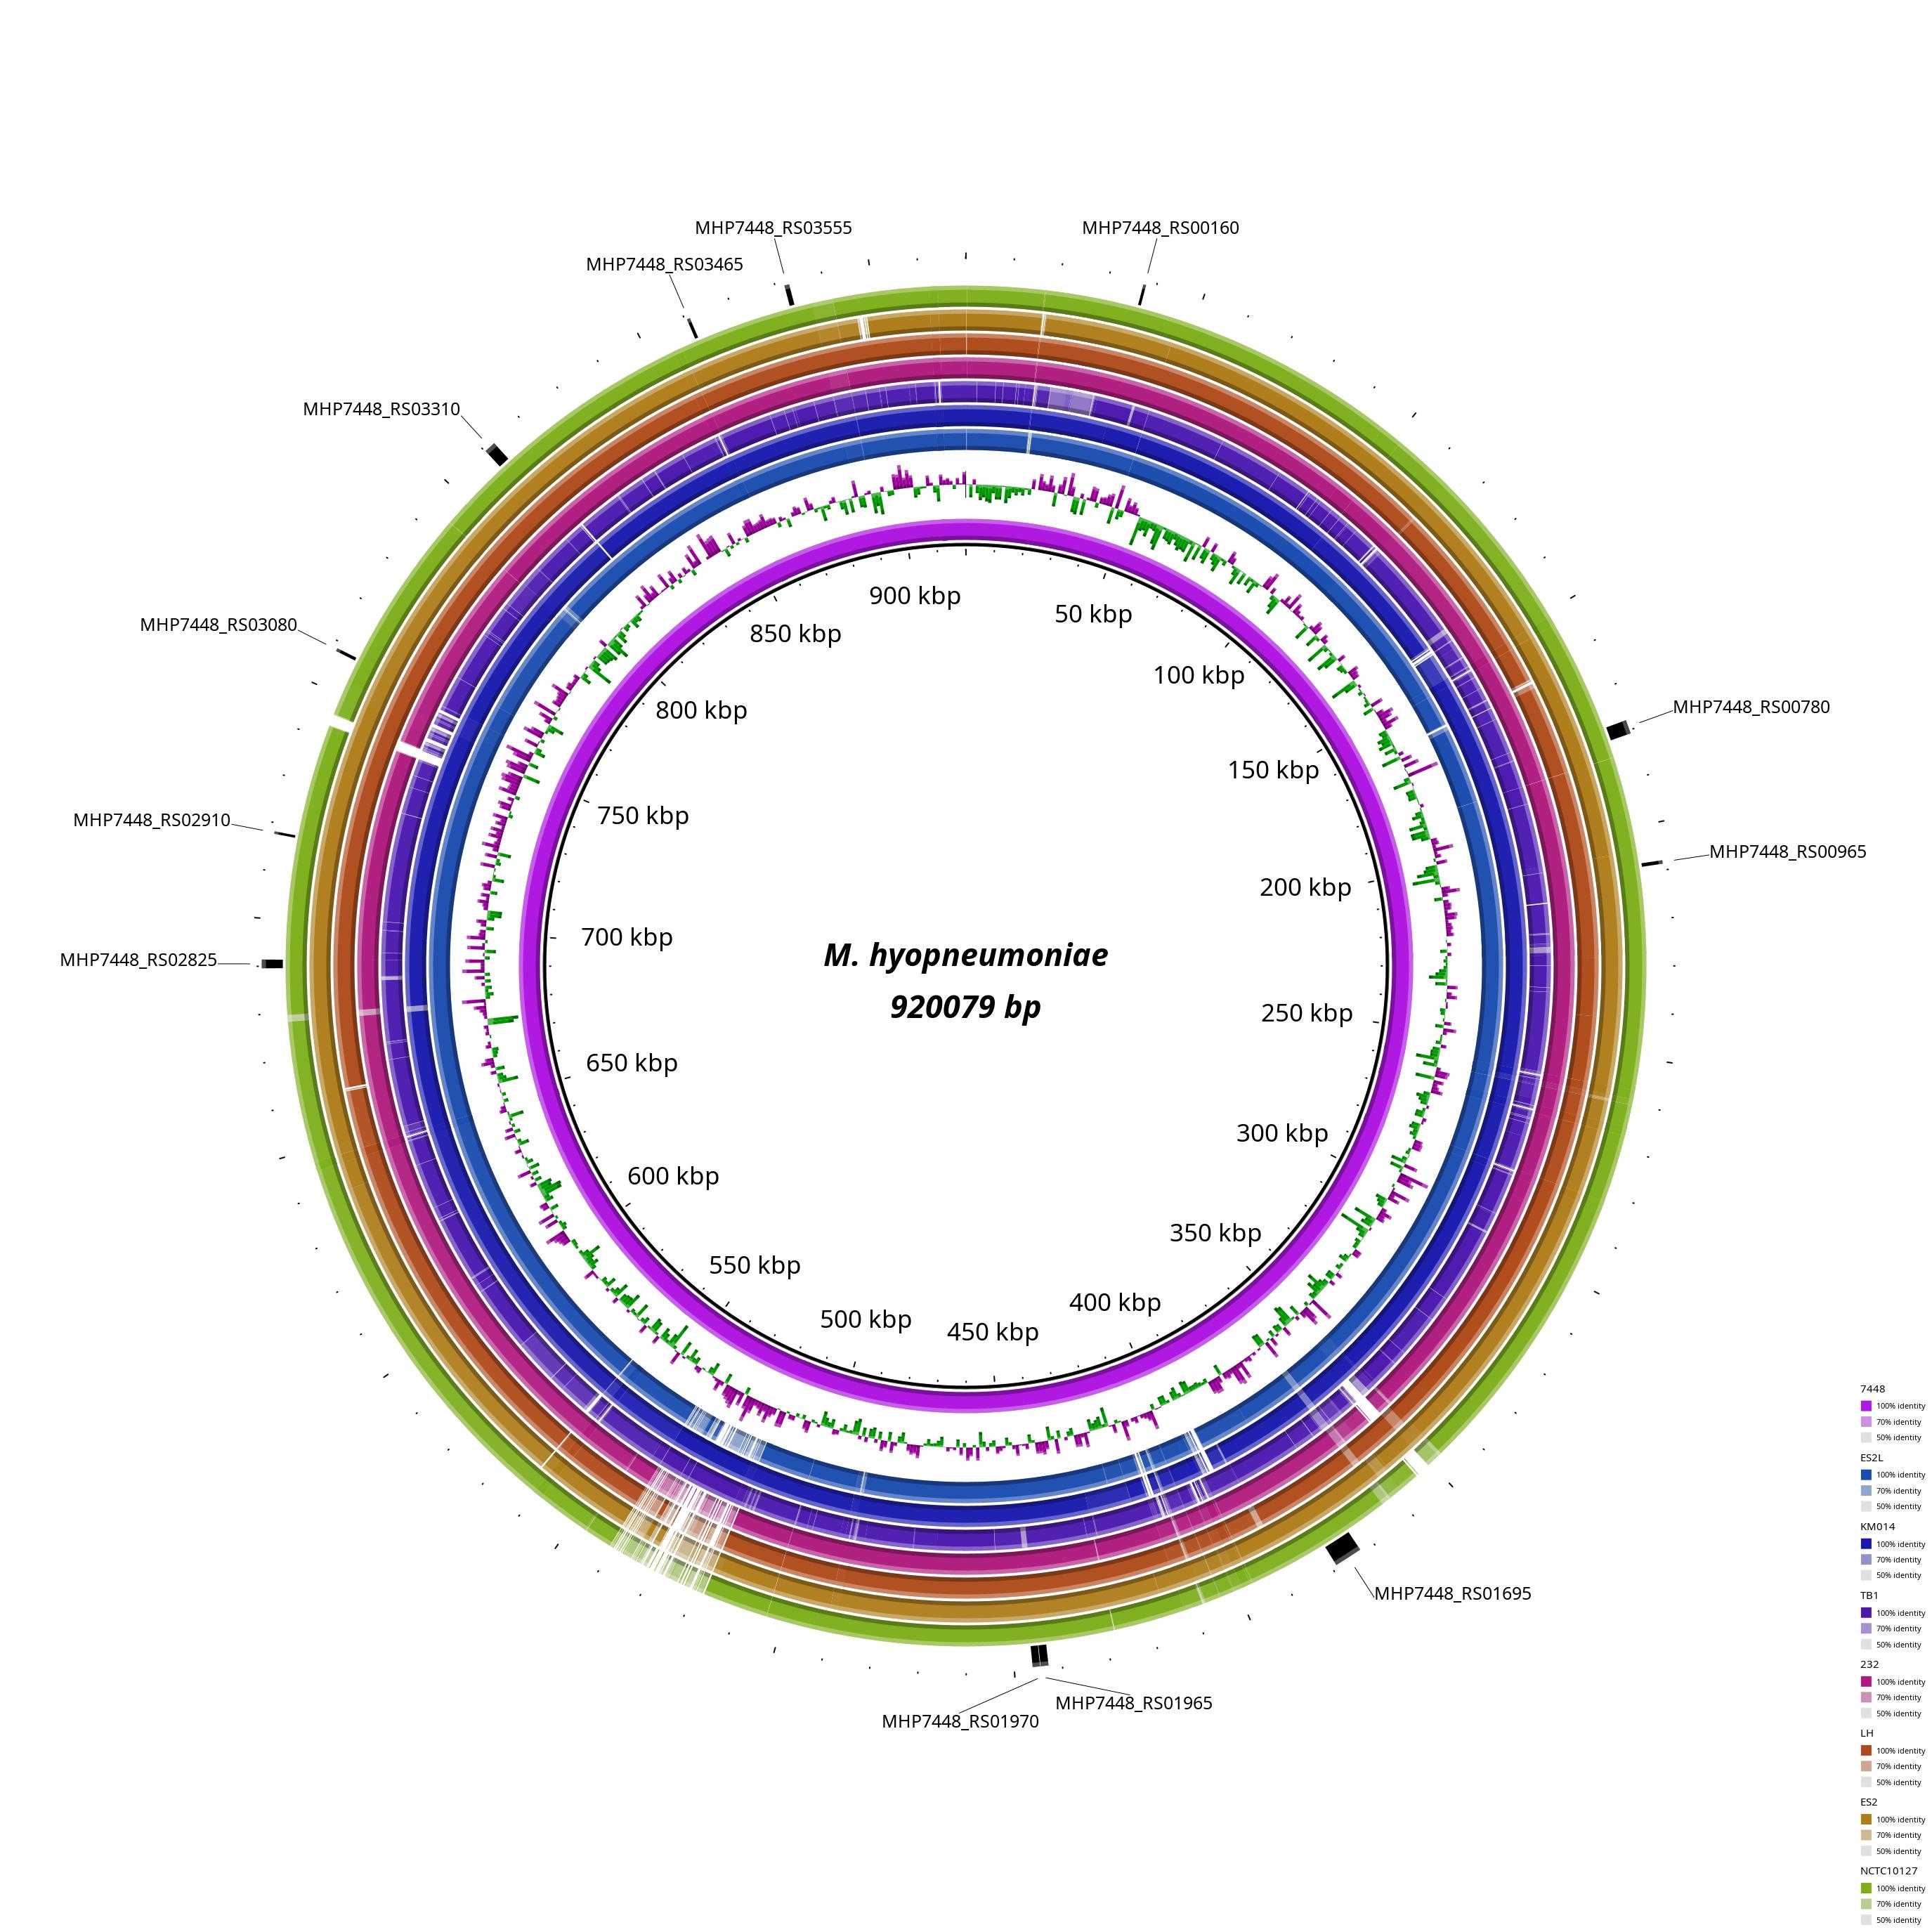 MHP7448_RS03555
MHP7448_RS00160
MHP7448_RS03465
MHP7448_RS03310
MHP7448_RS03080
MHP7448_RS00780
MHP7448_RS02910
MHP7448_RS00965
MHP7448_RS02825
MHP7448_RS01695
MHP7448_RS01965
MHP7448_RS01970
900 kbp
50 kbp
850 kbp
100 kbp
800 kbp
150 kbp
750 kbp
200 kbp
700 kbp
250 kbp
650 kbp
300 kbp
600 kbp
350 kbp
550 kbp
400 kbp
500 kbp
450 kbp
M. hyopneumoniae
920079 bp
7448
100% identity
70% identity
50% identity
ES2L
100% identity
70% identity
50% identity
KM014
100% identity
70% identity
50% identity
TB1
100% identity
70% identity
50% identity
232
100% identity
70% identity
50% identity
LH
100% identity
70% identity
50% identity
ES2
100% identity
70% identity
50% identity
NCTC10127
100% identity
70% identity
50% identity